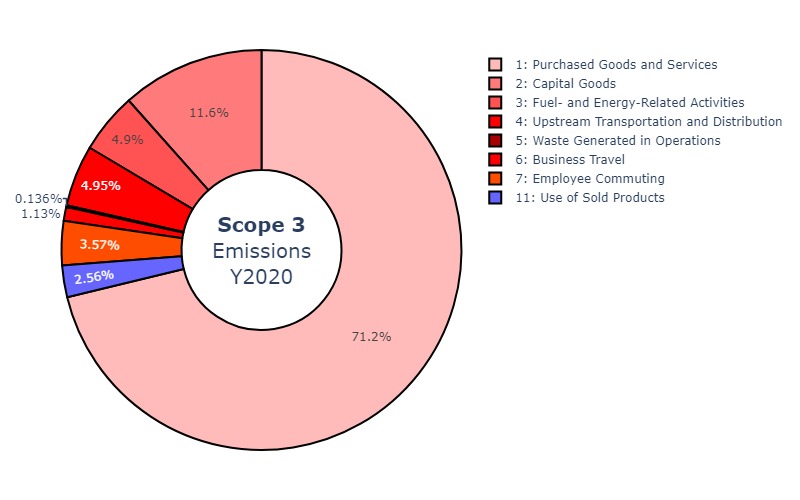 11.6%
4.9%
4.95%
0.136%
1.13%
3.57%
2.56%
71.2%
Scope 3
Emissions
Y2020
1: Purchased Goods and Services
2: Capital Goods
3: Fuel- and Energy-Related Activities
4: Upstream Transportation and Distribution
5: Waste Generated in Operations
6: Business Travel
7: Employee Commuting
11: Use of Sold Products